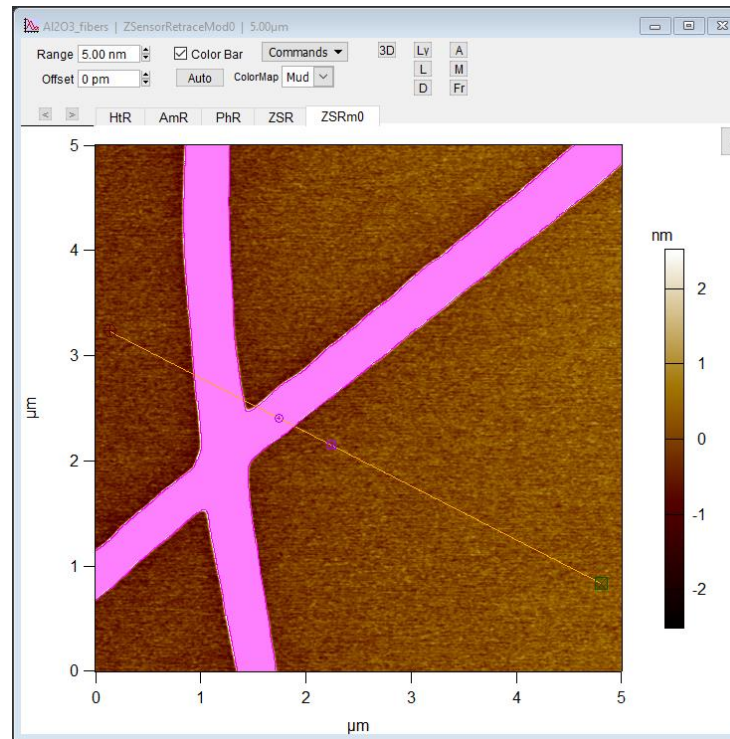 Al2O3_fibers | ZSensorRetraceMod0 | 5.00µm
Range 5.00 nm Color Bar Commands 3D Lγ A
L M
Offset 0 pm Auto ColorMap Mud D Fr
< > HtR AmR PhR ZSR ZSRm0
5
4
3
2
1
0
µm
0 1 2 3 4 5
µm
nm
2
1
0
-1
-2